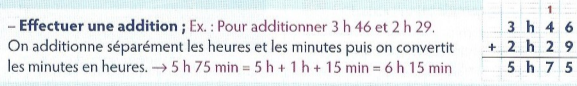 – Effectuer une addition ; Ex. : Pour additionner 3 h 46 et 2 h 29.
On additionne séparément les heures et les minutes puis on convertit
les minutes en heures. → 5 h 75 min = 5 h + 1 h + 15 min = 6 h 15 min
1
3 h 4 6
+ 2 h 2 9
5 h 7 5